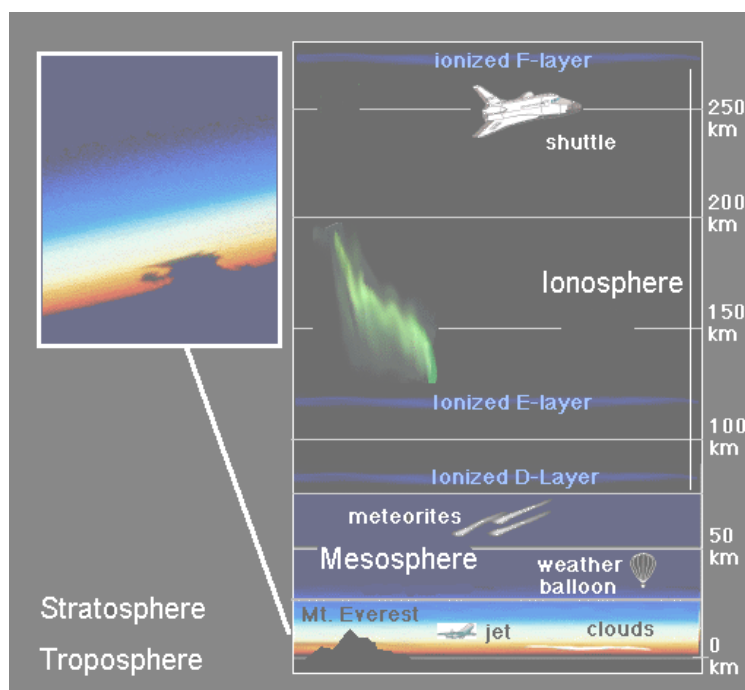 ionized F-layer
250
km
shuttle
200
km
Ionosphere
150
km
Ionized E-layer
100
km
Ionized D-Layer
meteorites
50
km
Mesosphere
weather
balloon
Stratosphere
Mt. Everest
jet
clouds
0
km
Troposphere